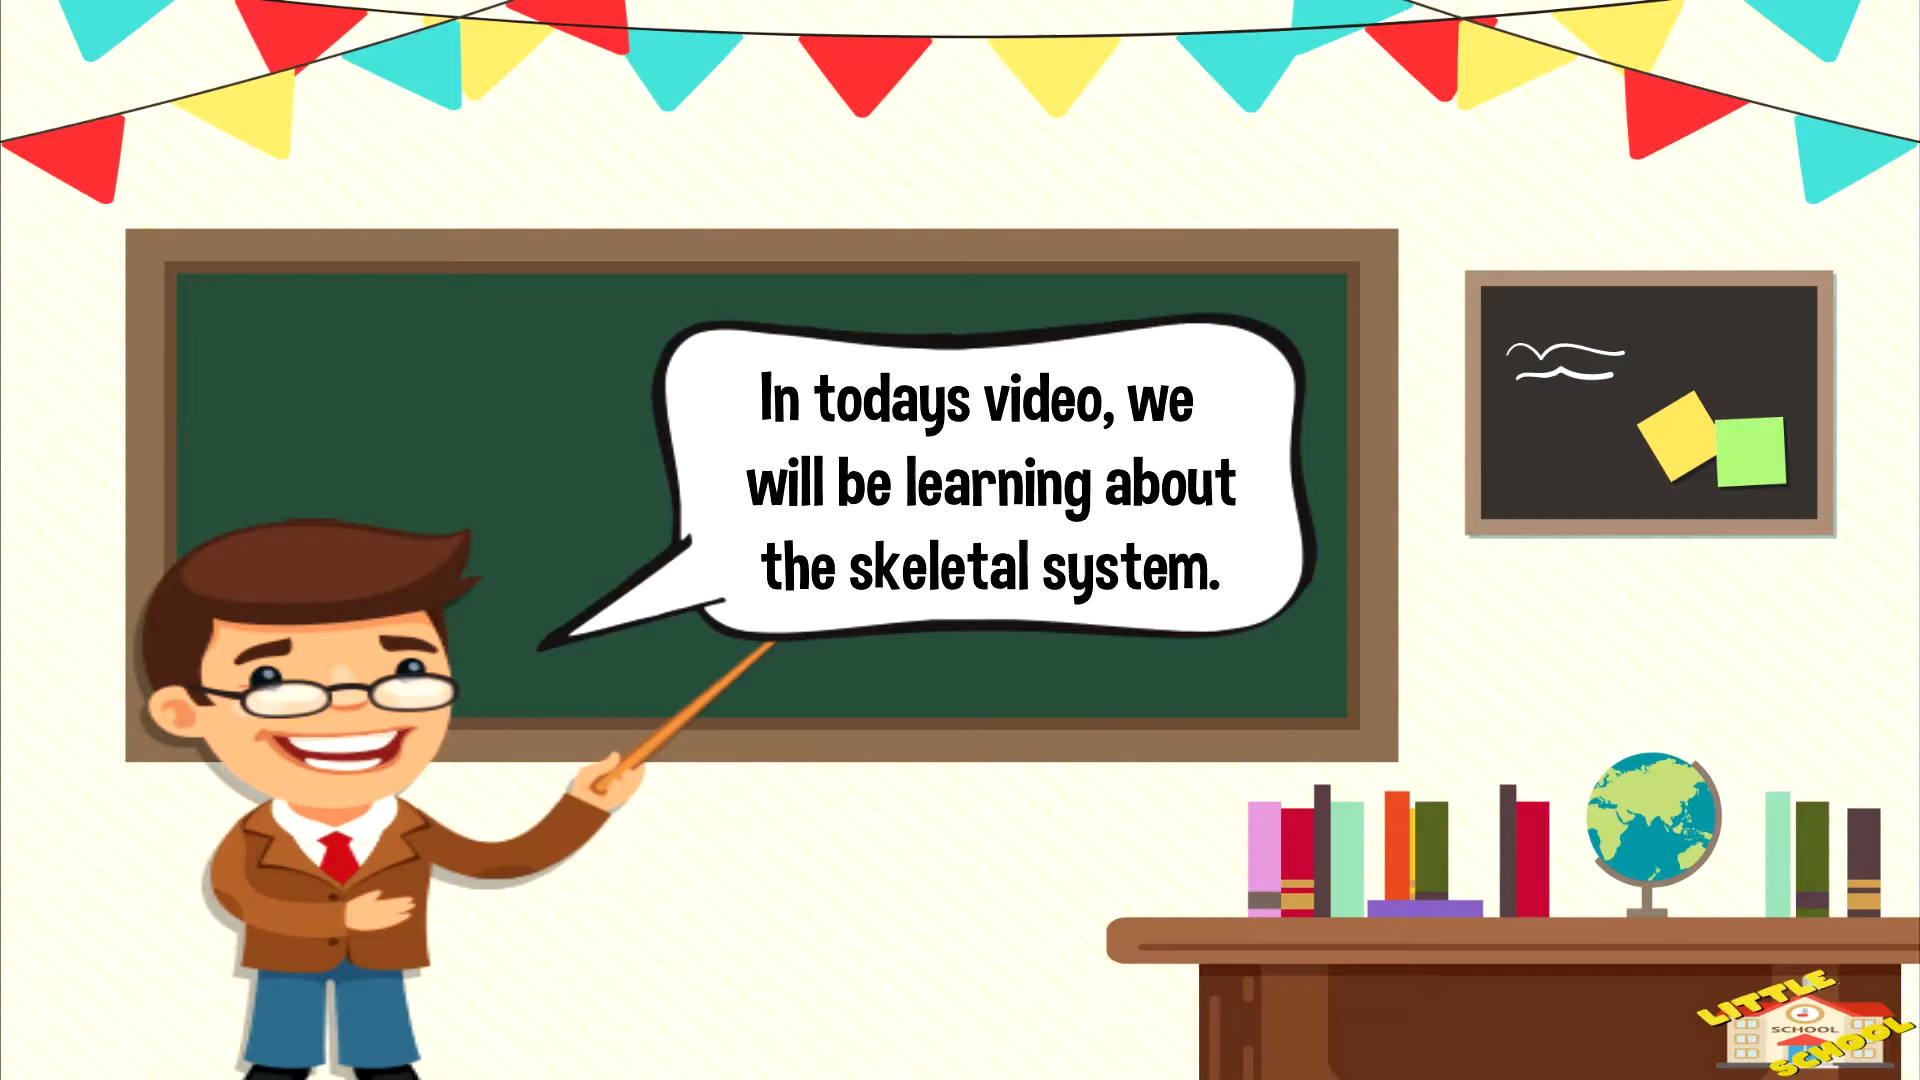 In todays video, we
will be learning about
the skeletal system.
LITTLE
SCHOOL
SCHOOL